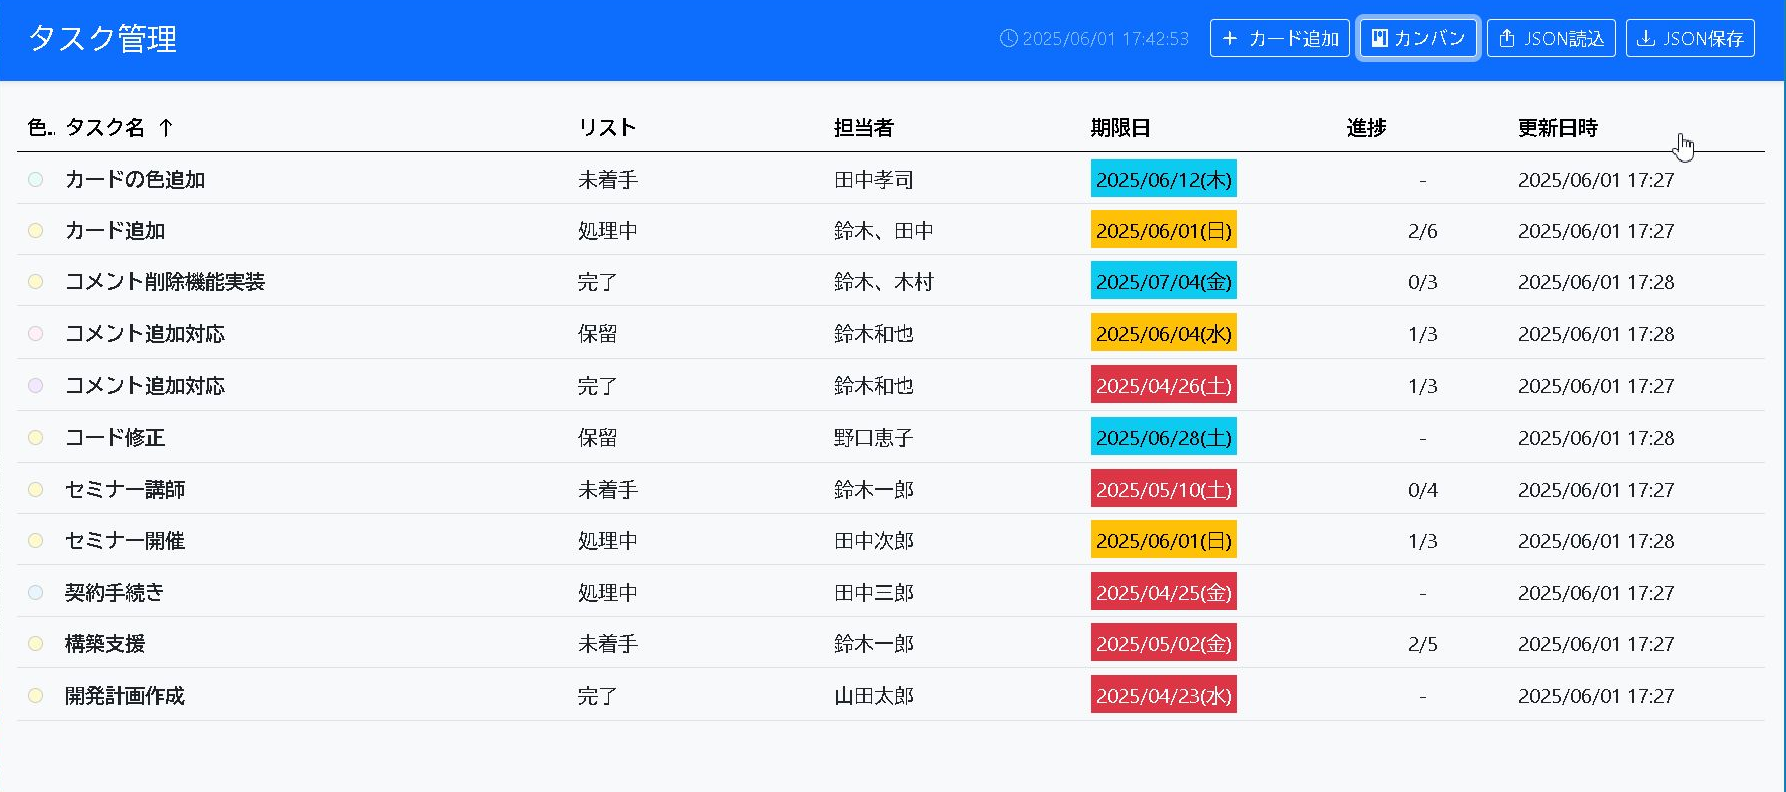 タスク管理 2025/06/01 17:42:53 + カード追加 カンバン JSON読込 JSON保存
色.. タスク名 ↑ リスト 担当者 期限日 進捗 更新日時
カードの色追加 未着手 田中孝司 2025/06/12(木) - 2025/06/01 17:27
カード追加 処理中 鈴木、田中 2025/06/01(日) 2/6 2025/06/01 17:27
コメント削除機能実装 完了 鈴木、木村 2025/07/04(金) 0/3 2025/06/01 17:28
コメント追加対応 保留 鈴木和也 2025/06/04(水) 1/3 2025/06/01 17:28
コメント追加対応 完了 鈴木和也 2025/04/26(土) 1/3 2025/06/01 17:27
コード修正 保留 野口恵子 2025/06/28(土) - 2025/06/01 17:28
セミナー講師 未着手 鈴木一郎 2025/05/10(土) 0/4 2025/06/01 17:27
セミナー開催 処理中 田中次郎 2025/06/01(日) 1/3 2025/06/01 17:28
契約手続き 処理中 田中三郎 2025/04/25(金) - 2025/06/01 17:27
構築支援 未着手 鈴木一郎 2025/05/02(金) 2/5 2025/06/01 17:27
開発計画作成 完了 山田太郎 2025/04/23(水) - 2025/06/01 17:27